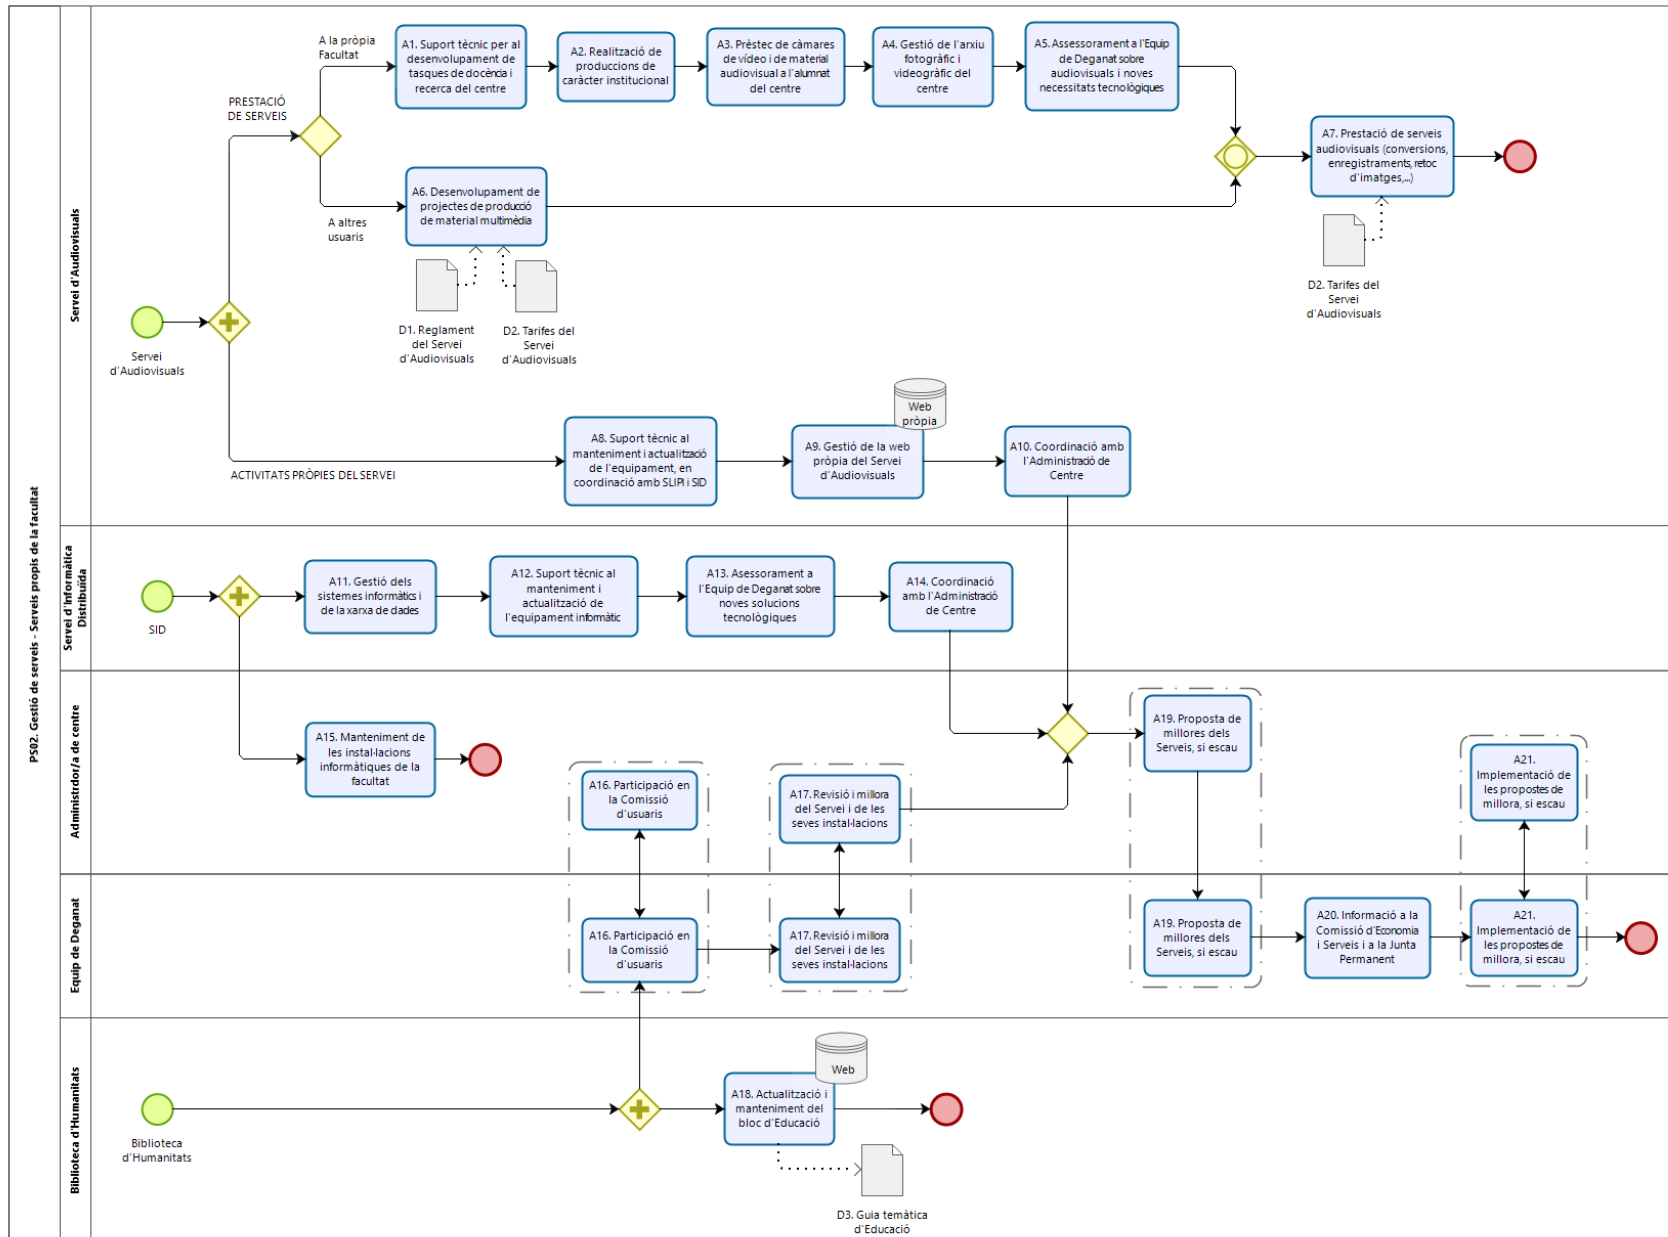 PS02. Gestió de serveis - Serveis propis de la facultat
Servei d'Audiovisuals
Servei
d'Audiovisuals
PRESTACIÓ
DE SERVEIS
A la pròpia
Facultat
A1. Suport tècnic per al
desenvolupament de
tasques de docència i
recerca del centre
A2. Realització de
produccions de
caràcter institucional
A3. Prèstec de càmares
de vídeo i de material
audiovisual a l'alumnat
del centre
A4. Gestió de l'arxiu
fotogràfic i
videogràfic del
centre
A5. Assessorament a l'Equip
de Deganat sobre
audiovisuals i noves
necessitats tecnològiques
A altres
usuaris
A6. Desenvolupament de
projectes de producció
de material multimèdia
D1. Reglament
del Servei
d'Audiovisuals
D2. Tarifes del
Servei
d'Audiovisuals
A7. Prestació de serveis
audiovisuals (conversions,
enregistraments, retoc
d'imatges,...)
D2. Tarifes del
Servei
d'Audiovisuals
ACTIVITATS PRÒPIES DEL SERVEI
A8. Suport tècnic al
manteniment i actualització
de l'equipament, en
coordinació amb SLIPI i SID
Web
pròpia
A9. Gestió de la web
pròpia del Servei
d'Audiovisuals
A10. Coordinació amb
l'Administració de
Centre
Servei d'Informàtica
Distribuïda
SID
A11. Gestió dels
sistemes informàtics i
de la xarxa de dades
A12. Suport tècnic al
manteniment i
actualització de
l'equipament informàtic
A13. Asessorament a
l'Equip de Deganat sobre
noves solucions
tecnològiques
A14. Coordinació
amb l'Administració
de Centre
Administrdor/a de centre
A15. Manteniment de
les instal·lacions
informàtiques de la
facultat
A16. Participació en
la Comissió
d'usuaris
A17. Revisió i millora
del Servei i de les
seves instal·lacions
A19. Proposta de
millores dels
Serveis, si escau
A21.
Implementació de
les propostes de
millora, si escau
Equip de Deganat
A16. Participació en
la Comissió
d'usuaris
A17. Revisió i millora
del Servei i de les
seves instal·lacions
A19. Proposta de
millores dels
Serveis, si escau
A20. Informació a la
Comissió d'Economia
i Serveis i a la Junta
Permanent
A21.
Implementació de
les propostes de
millora, si escau
Biblioteca d'Humanitats
Biblioteca
d'Humanitats
Web
A18. Actualització i
manteniment del
bloc d'Educació
D3. Guia temàtica
d'Educació